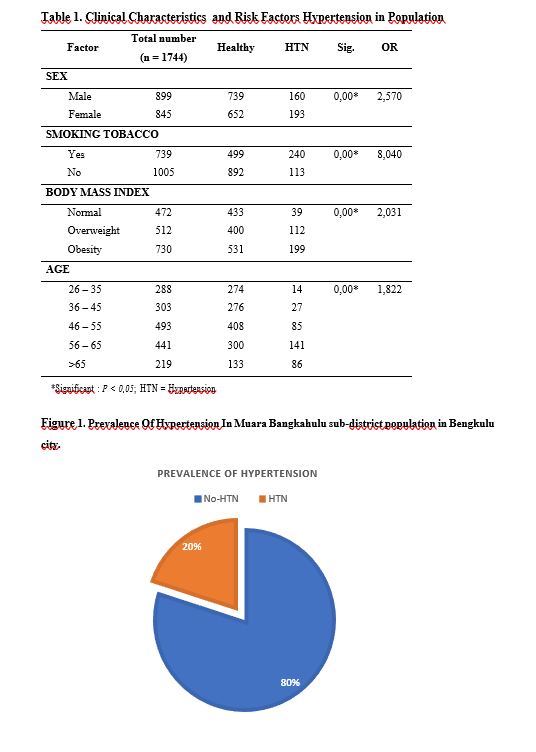 Table 1. Clinical Characteristics and Risk Factors Hypertension in Population
Factor Total number (n = 1744) Healthy HTN Sig. OR
SEX
Male 899 739 160 0,00* 2,570
Female 845 652 193
SMOKING TOBACCO
Yes 739 499 240 0,00* 8,040
No 1005 892 113
BODY MASS INDEX
Normal 472 433 39 0,00* 2,031
Overweight 512 400 112
Obesity 730 531 199
AGE
26 – 35 288 274 14 0,00* 1,822
36 – 45 303 276 27
46 – 55 493 408 85
56 – 65 441 300 141
>65 219 133 86
*Significant : P < 0,05; HTN = Hypertension
Figure 1. Prevalence Of Hypertension In Muara Bangkahulu sub-district population in Bengkulu
city.
PREVALENCE OF HYPERTENSION
No-HTN HTN
20%
80%